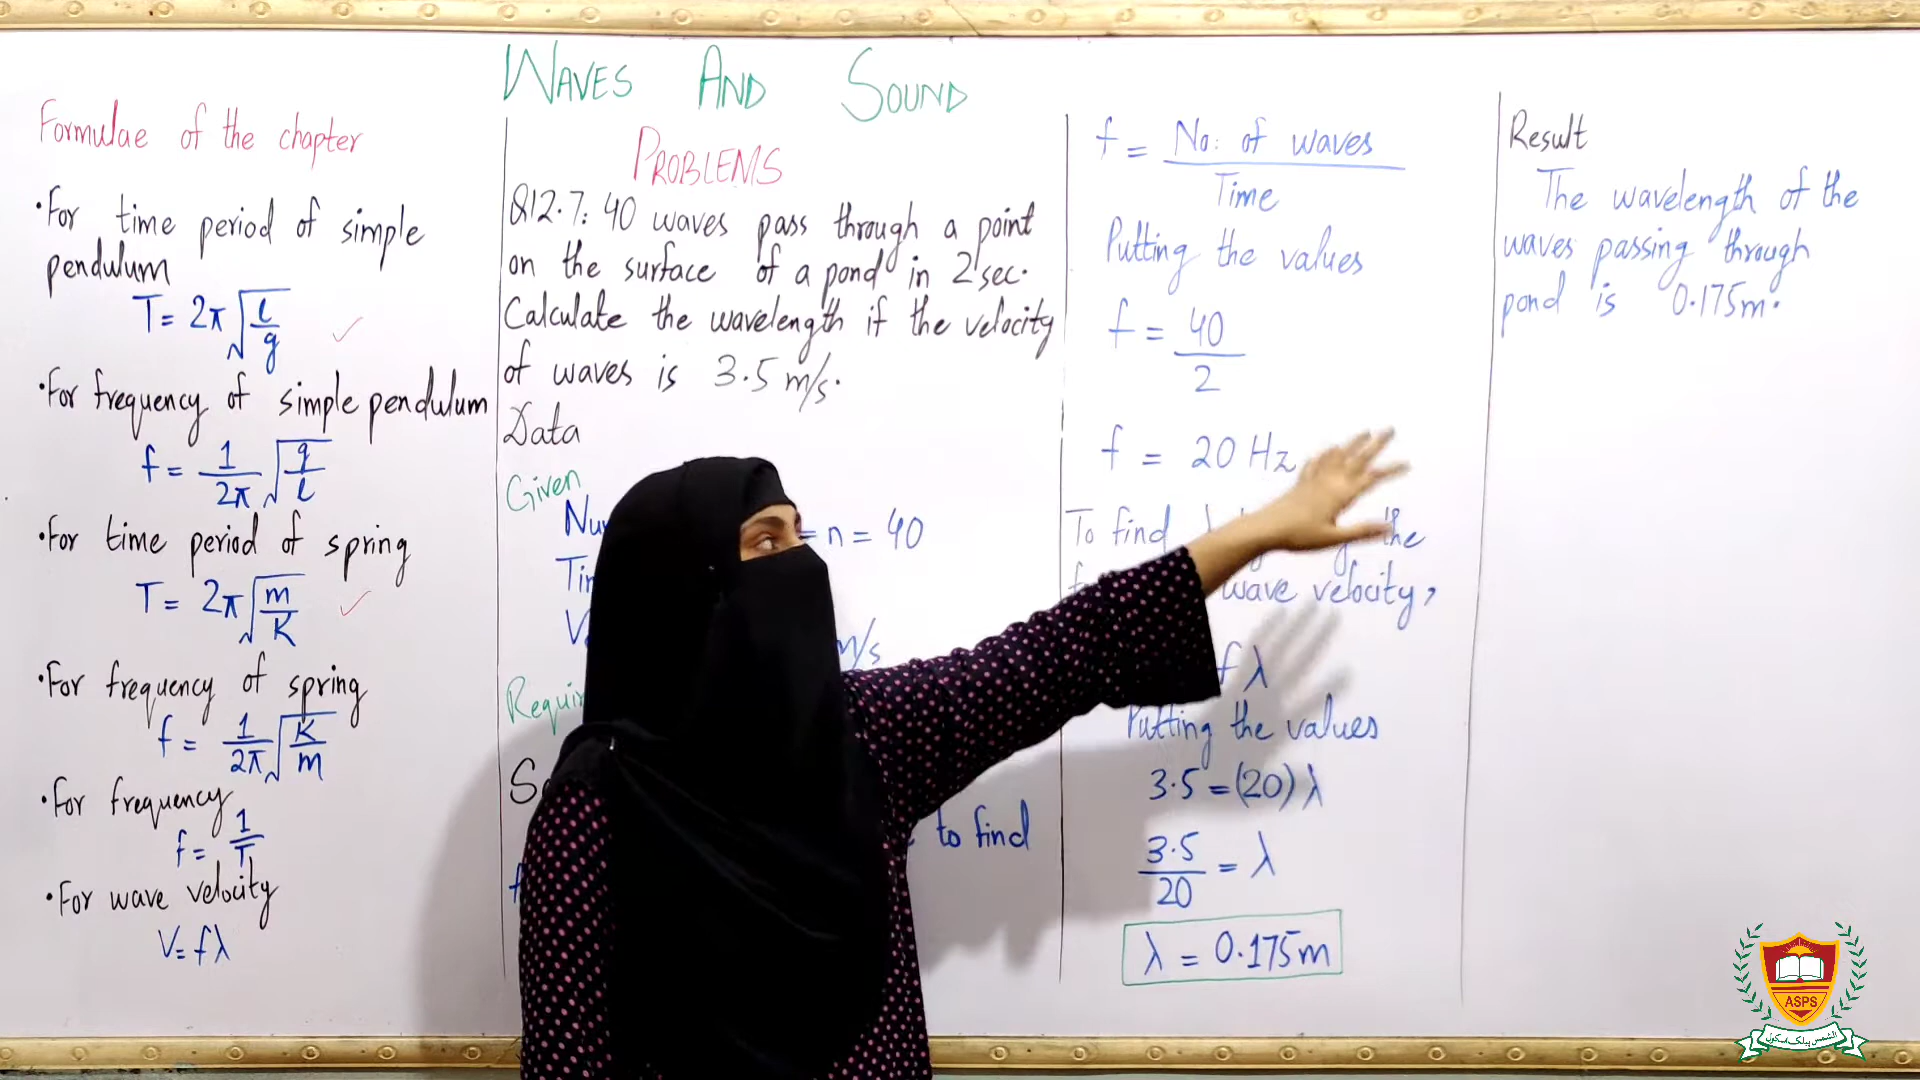 WAVES AND SOUND
Formulae of the chapter
•For time period of simple
pendulum
T= 2π√l/g
•For frequency of simple pendulum
f= 1/2π √g/l
•For time period of spring
T= 2π√m/K
•For frequency of spring
f= 1/2π √K/m
•For frequency
f= 1/T
•For wave velocity
V=fλ
PROBLEMS
Q12.7: 40 waves pass through a point
on the surface of a pond in 2 sec.
Calculate the wavelength if the velocity
of waves is 3.5 m/s.
Data
Given
= n = 40
m/s
to find
f = No: of waves
Time
Putting the values
f = 40
2
f = 20 Hz
To find the
wave velocity,
f λ
Putting the values
3.5 = (20) λ
3.5
20 = λ
λ = 0.175m
Result
The wavelength of the
waves passing through
pond is 0.175m.
ASPS
الشمس پبلک اسکول